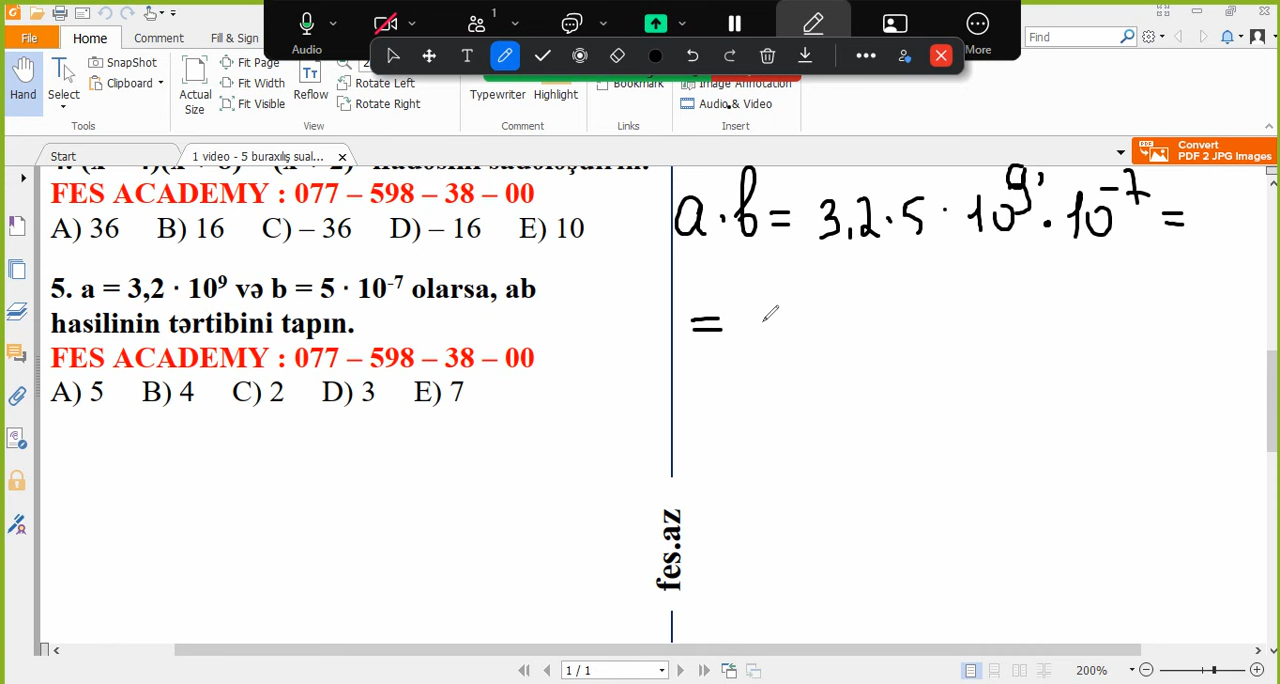 Audio
More
File
Home
Comment
Fill & Sign
Find
Hand
Select
SnapShot
Clipboard
Actual Size
Fit Page
Fit Width
Fit Visible
Reflow
Rotate Left
Rotate Right
Typewriter
Highlight
Bookmark
Image Annotation
Audio & Video
Tools
View
Comment
Links
Insert
Start
1 video - 5 buraxılış sual...
Convert
PDF 2 JPG Images
FES ACADEMY : 077 – 598 – 38 – 00
A) 36 B) 16 C) – 36 D) – 16 E) 10
5. a = 3,2 · 10⁹ və b = 5 · 10⁻⁷ olarsa, ab
hasilinin tərtibini tapın.
FES ACADEMY : 077 – 598 – 38 – 00
A) 5 B) 4 C) 2 D) 3 E) 7
a · b = 3,2 · 5 · 10⁹ · 10⁻⁷ =
=
fes.az
1 / 1
200%